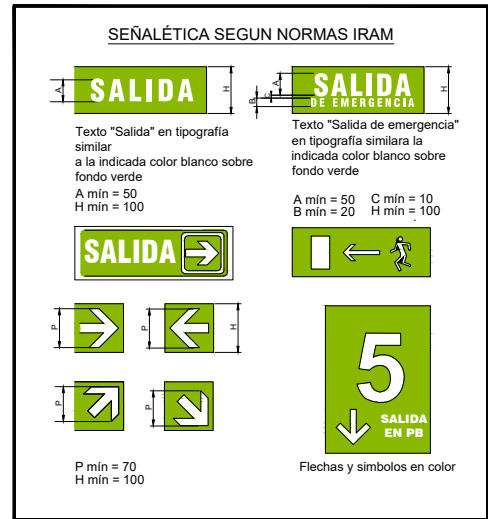 SEÑALÉTICA SEGUN NORMAS IRAM
A
SALIDA
H
Texto "Salida" en tipografía
similar
a la indicada color blanco sobre
fondo verde
A mín = 50
H mín = 100
B
C
A
SALIDA
DE EMERGENCIA
H
Texto "Salida de emergencia"
en tipografía similara la
indicada color blanco sobre
fondo verde
A mín = 50 C mín = 10
B mín = 20 H mín = 100
SALIDA
P
P
H
P
P
P mín = 70
H mín = 100
5
SALIDA
EN PB
Flechas y simbolos en color